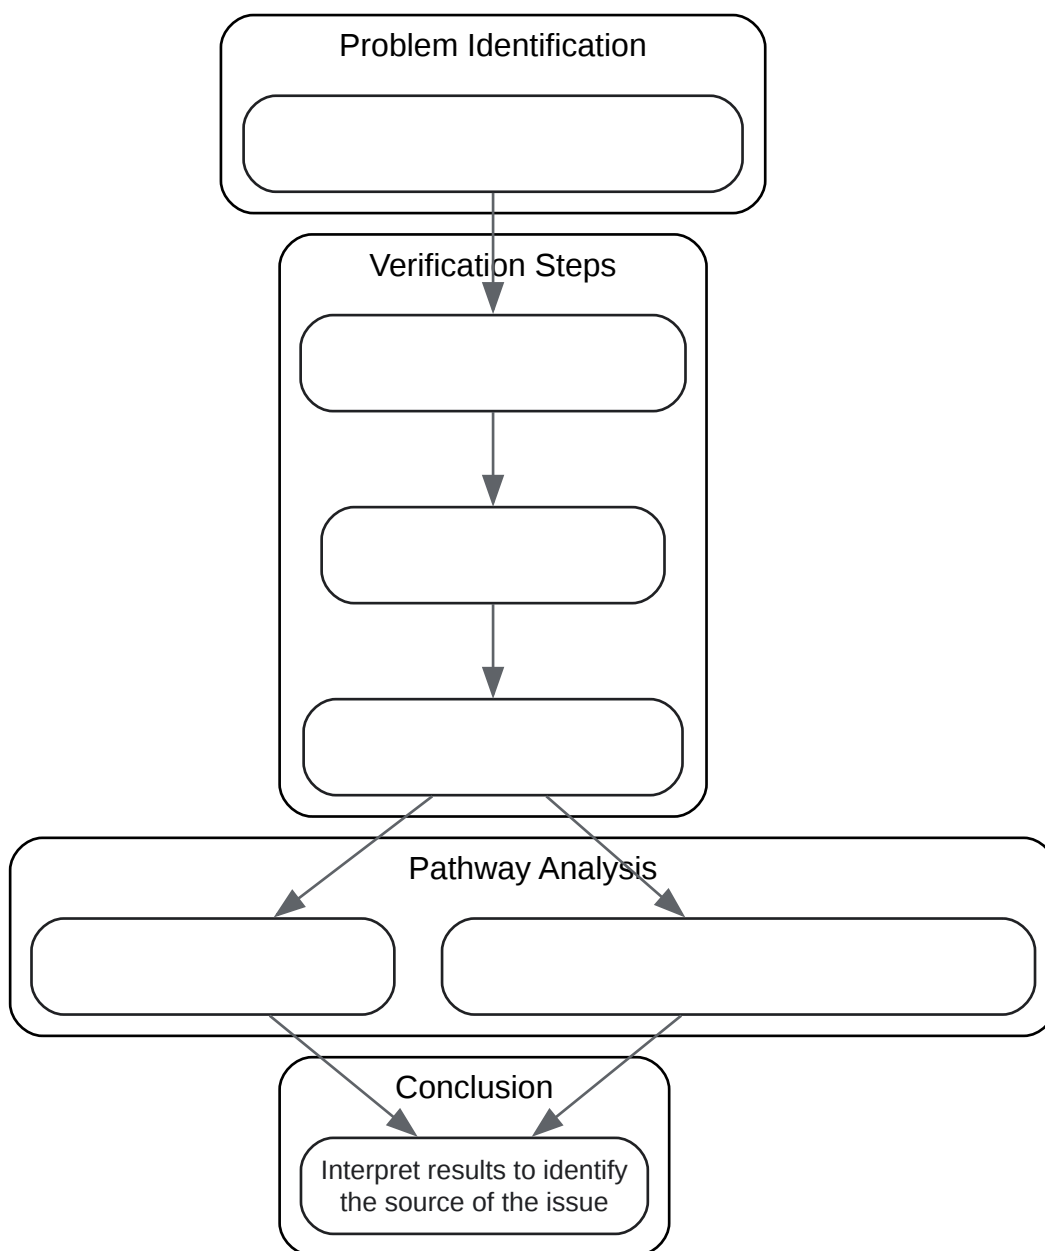 Problem Identification
Verification Steps
Pathway Analysis
Conclusion
Interpret results to identify
the source of the issue